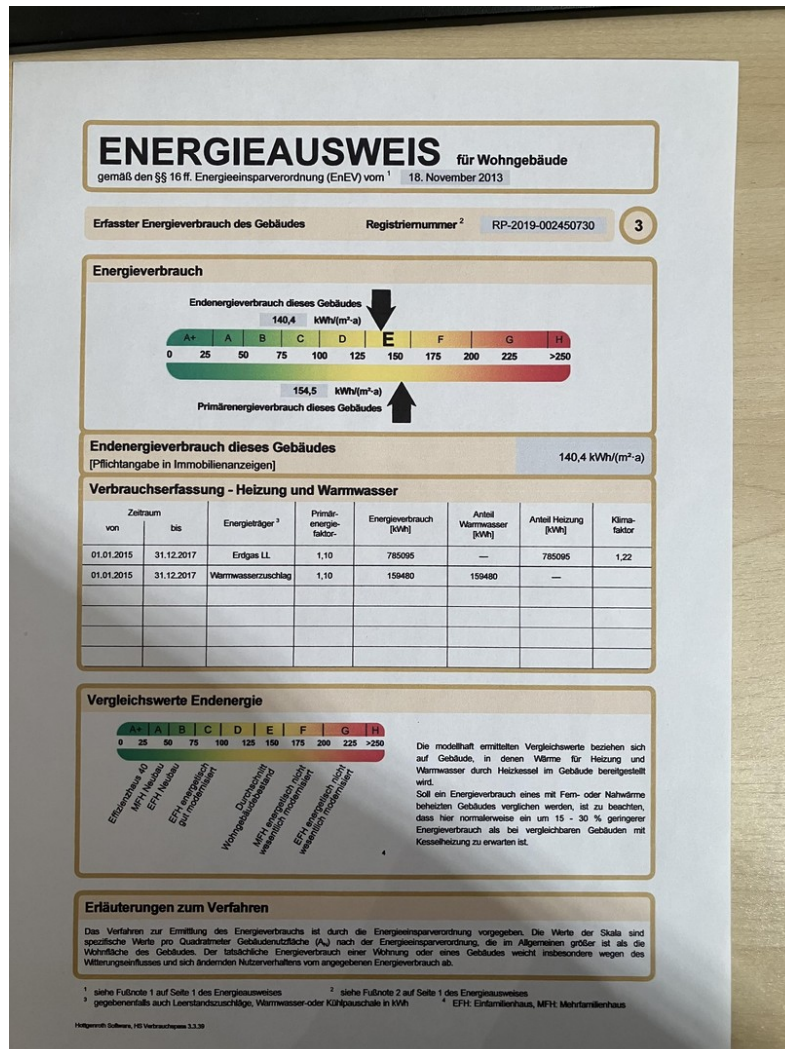 ENERGIEAUSWEIS für Wohngebäude
gemäß den §§ 16 ff. Energieeinsparverordnung (EnEV) vom ¹ 18. November 2013
Erfasster Energieverbrauch des Gebäudes Registriernummer ² RP-2019-002450730 3
Energieverbrauch
Endenergieverbrauch dieses Gebäudes
140,4 kWh/(m²·a)
A+ A B C D E F G H
0 25 50 75 100 125 150 175 200 225 >250
154,5 kWh/(m²·a)
Primärenergieverbrauch dieses Gebäudes
Endenergieverbrauch dieses Gebäudes
[Pflichtangabe in Immobilienanzeigen]
140,4 kWh/(m²·a)
Verbrauchserfassung - Heizung und Warmwasser
Zeitraum
von bis
Energieträger ³
Primär-
energie-
faktor-
Energieverbrauch
[kWh]
Anteil
Warmwasser
[kWh]
Anteil Heizung
[kWh]
Klima-
faktor
01.01.2015 31.12.2017 Erdgas LL 1,10 785095 — 785095 1,22
01.01.2015 31.12.2017 Warmwasserzuschlag 1,10 159480 159480 —
Vergleichswerte Endenergie
A+ A B C D E F G H
0 25 50 75 100 125 150 175 200 225 >250
Effizienzhaus 40
MFH Neubau
EFH Neubau
EFH energetisch
gut modernisiert
Durchschnitt
Wohngebäudebestand
MFH energetisch nicht
wesentlich modernisiert
EFH energetisch nicht
wesentlich modernisiert
4
Die modellhaft ermittelten Vergleichswerte beziehen sich
auf Gebäude, in denen Wärme für Heizung und
Warmwasser durch Heizkessel im Gebäude bereitgestellt
wird.
Soll ein Energieverbrauch eines mit Fern- oder Nahwärme
beheizten Gebäudes verglichen werden, ist zu beachten,
dass hier normalerweise ein um 15 - 30 % geringerer
Energieverbrauch als bei vergleichbaren Gebäuden mit
Kesselheizung zu erwarten ist.
Erläuterungen zum Verfahren
Das Verfahren zur Ermittlung des Energieverbrauchs ist durch die Energieeinsparverordnung vorgegeben. Die Werte der Skala sind
spezifische Werte pro Quadratmeter Gebäudenutzfläche (A_N) nach der Energieeinsparverordnung, die im Allgemeinen größer ist als die
Wohnfläche des Gebäudes. Der tatsächliche Energieverbrauch einer Wohnung oder eines Gebäudes weicht insbesondere wegen des
Witterungseinflusses und sich ändernden Nutzerverhaltens vom angegebenen Energieverbrauch ab.
¹ siehe Fußnote 1 auf Seite 1 des Energieausweises ² siehe Fußnote 2 auf Seite 1 des Energieausweises
³ gegebenenfalls auch Leerstandszuschläge, Warmwasser-oder Kühlpauschale in kWh ⁴ EFH: Einfamilienhaus, MFH: Mehrfamilienhaus
Hottgenroth Software, HS Verbrauchspass 3.3.39